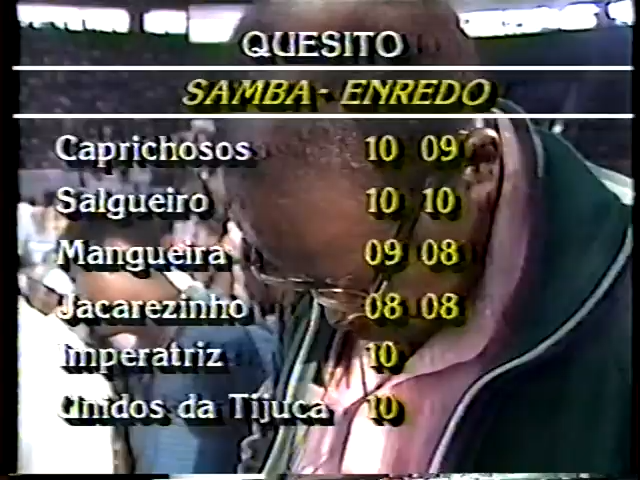 QUESITO
SAMBA-ENREDO
Caprichosos 10 09
Salgueiro 10 10
Mangueira 09 08
Jacarezinho 08 08
Imperatriz 10
Unidos da Tijuca 10